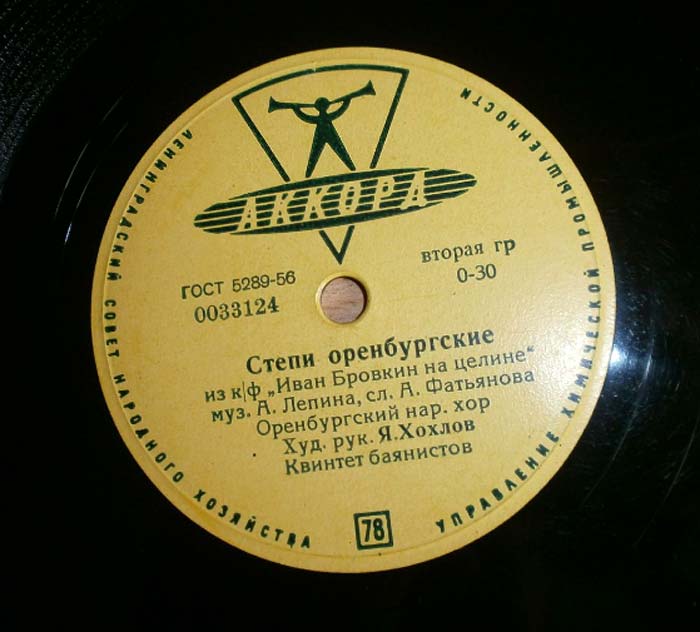 АККОРД
ГОСТ 5289-56
0033124
вторая гр
0-30
Степи оренбургские
из к/ф „Иван Бровкин на целине“
муз. А. Лепина, сл. А. Фатьянова
Оренбургский нар. хор
Худ. рук. Я.Хохлов
Квинтет баянистов
78
ЛЕНИНГРАДСКИЙ СОВЕТ НАРОДНОГО ХОЗЯЙСТВА
УПРАВЛЕНИЕ ХИМИЧЕСКОЙ ПРОМЫШЛЕННОСТИ